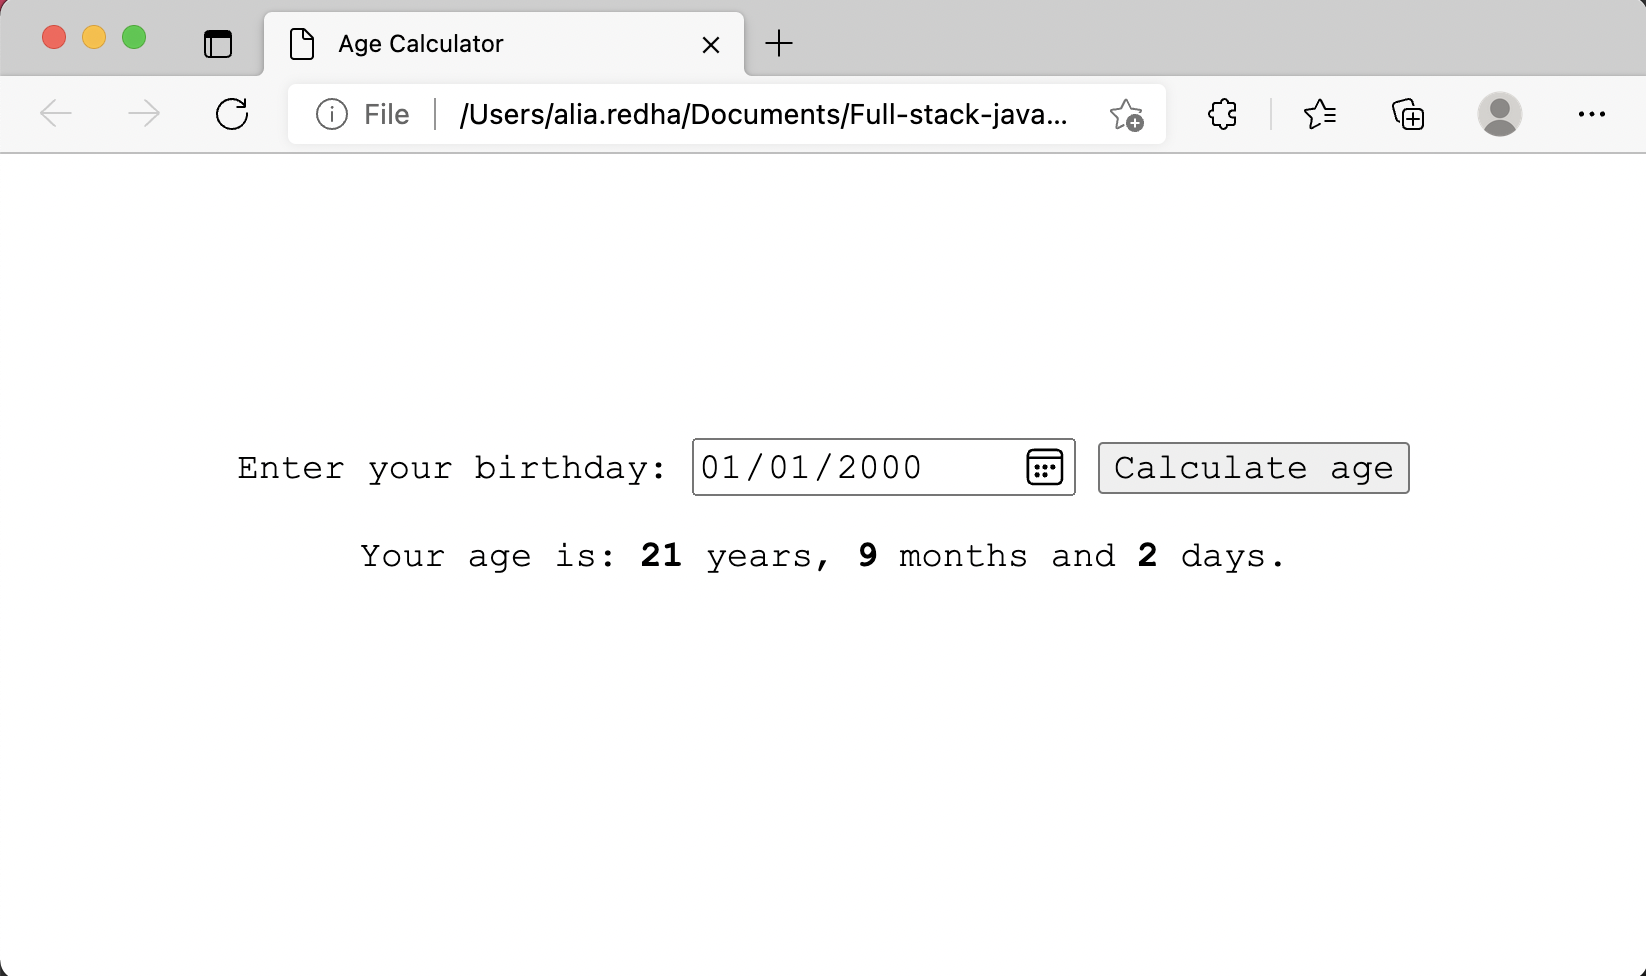 Age Calculator
File /Users/alia.redha/Documents/Full-stack-java...
Enter your birthday: 01/01/2000 Calculate age
Your age is: 21 years, 9 months and 2 days.